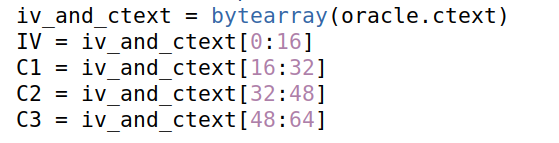 iv_and_ctext = bytearray(oracle.ctext)
IV = iv_and_ctext[0:16]
C1 = iv_and_ctext[16:32]
C2 = iv_and_ctext[32:48]
C3 = iv_and_ctext[48:64]